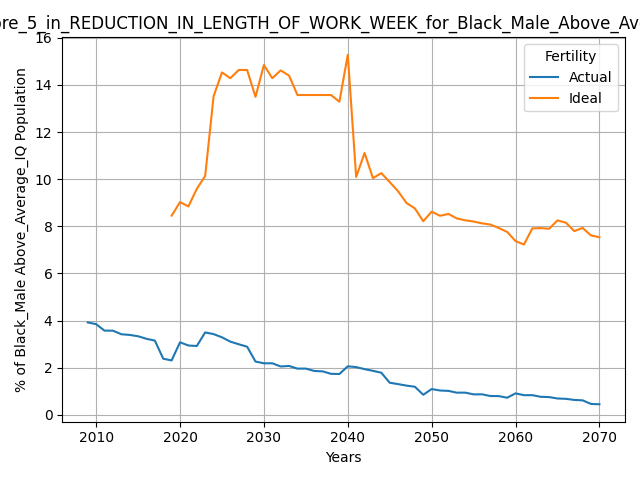 ore_5_in_REDUCTION_IN_LENGTH_OF_WORK_WEEK_for_Black_Male_Above_Av
16
14
12
10
8
6
4
2
0
% of Black_Male Above_Average_IQ Population
Fertility
Actual
Ideal
2010 2020 2030 2040 2050 2060 2070
Years